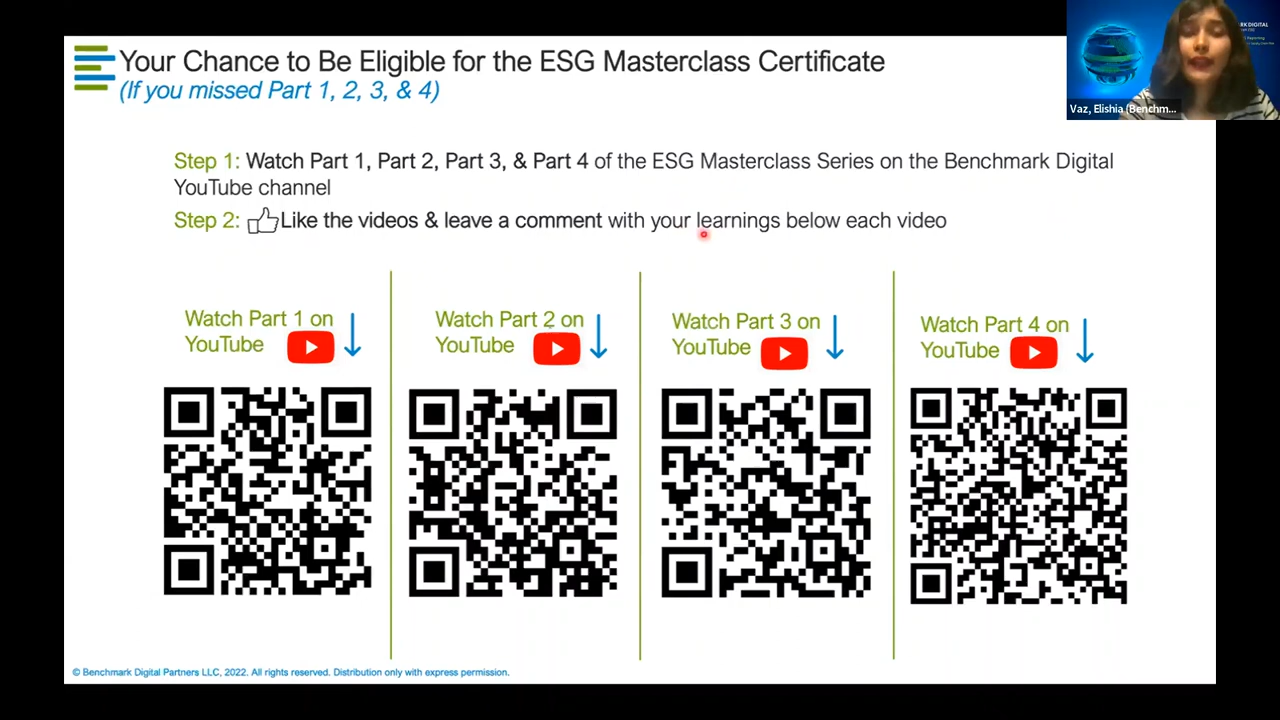 Your Chance to Be Eligible for the ESG Masterclass Certificate
(If you missed Part 1, 2, 3, & 4)
Vaz, Elishia (Benchm...
Step 1: Watch Part 1, Part 2, Part 3, & Part 4 of the ESG Masterclass Series on the Benchmark Digital
YouTube channel
Step 2: Like the videos & leave a comment with your learnings below each video
Watch Part 1 on
YouTube
Watch Part 2 on
YouTube
Watch Part 3 on
YouTube
Watch Part 4 on
YouTube
© Benchmark Digital Partners LLC, 2022. All rights reserved. Distribution only with express permission.